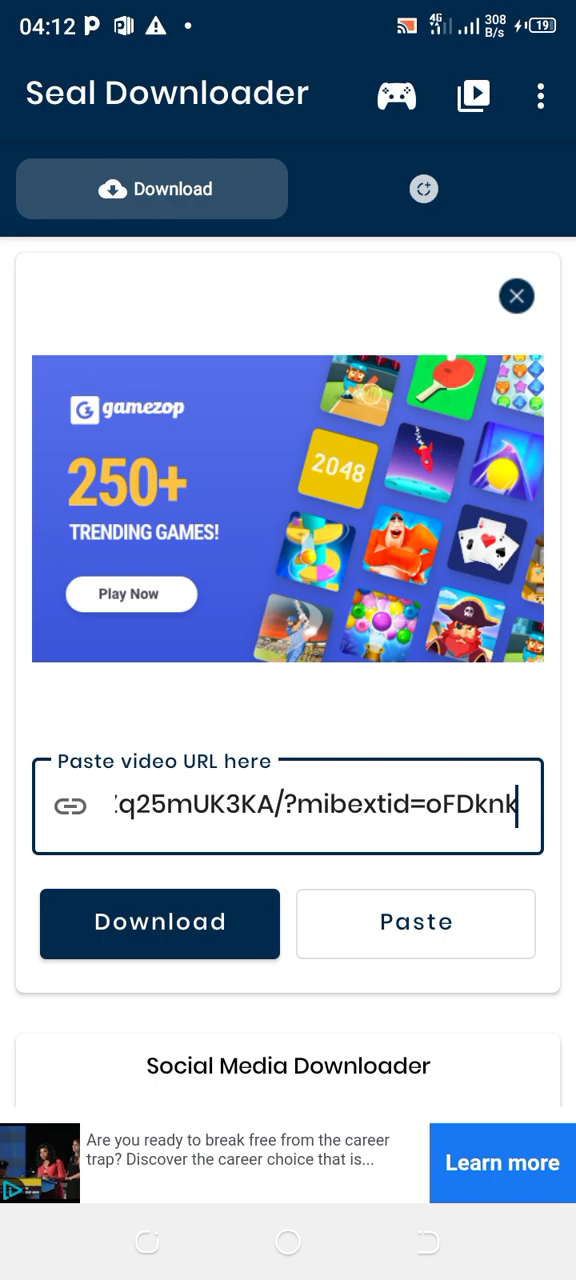 04:12
4G
308
B/s
19
Seal Downloader
Download
G gamezop
250+
TRENDING GAMES!
Play Now
2048
Paste video URL here
q25mUK3KA/?mibextid=oFDknk
Download
Paste
Social Media Downloader
Are you ready to break free from the career
trap? Discover the career choice that is...
Learn more